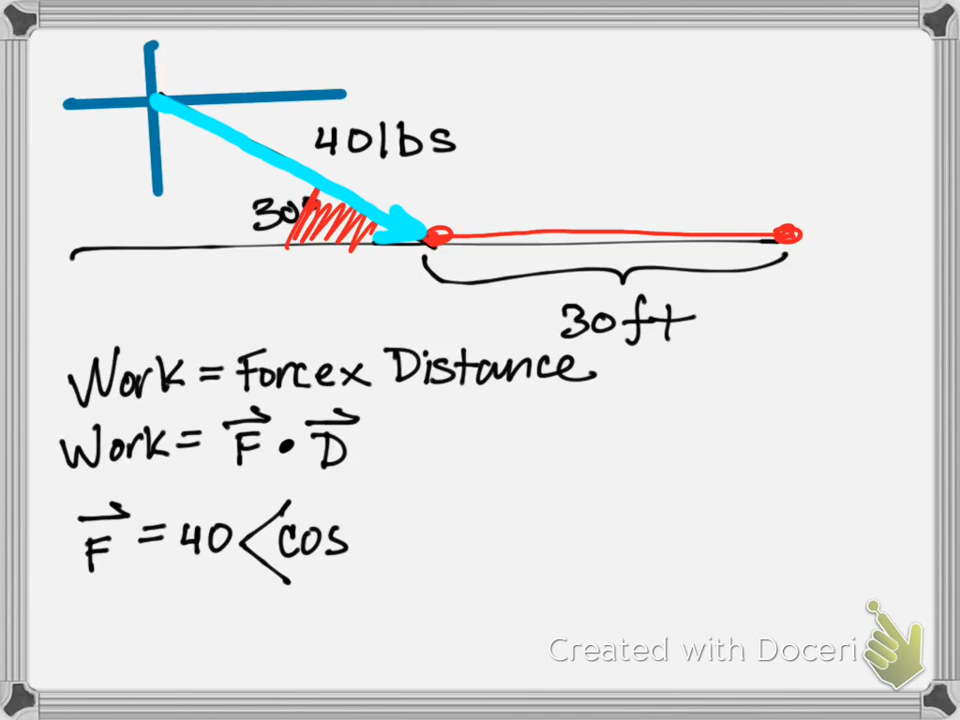 40lbs
30°
30ft
Work = Force x Distance
Work = F • D
F = 40 < cos
Created with Doceri